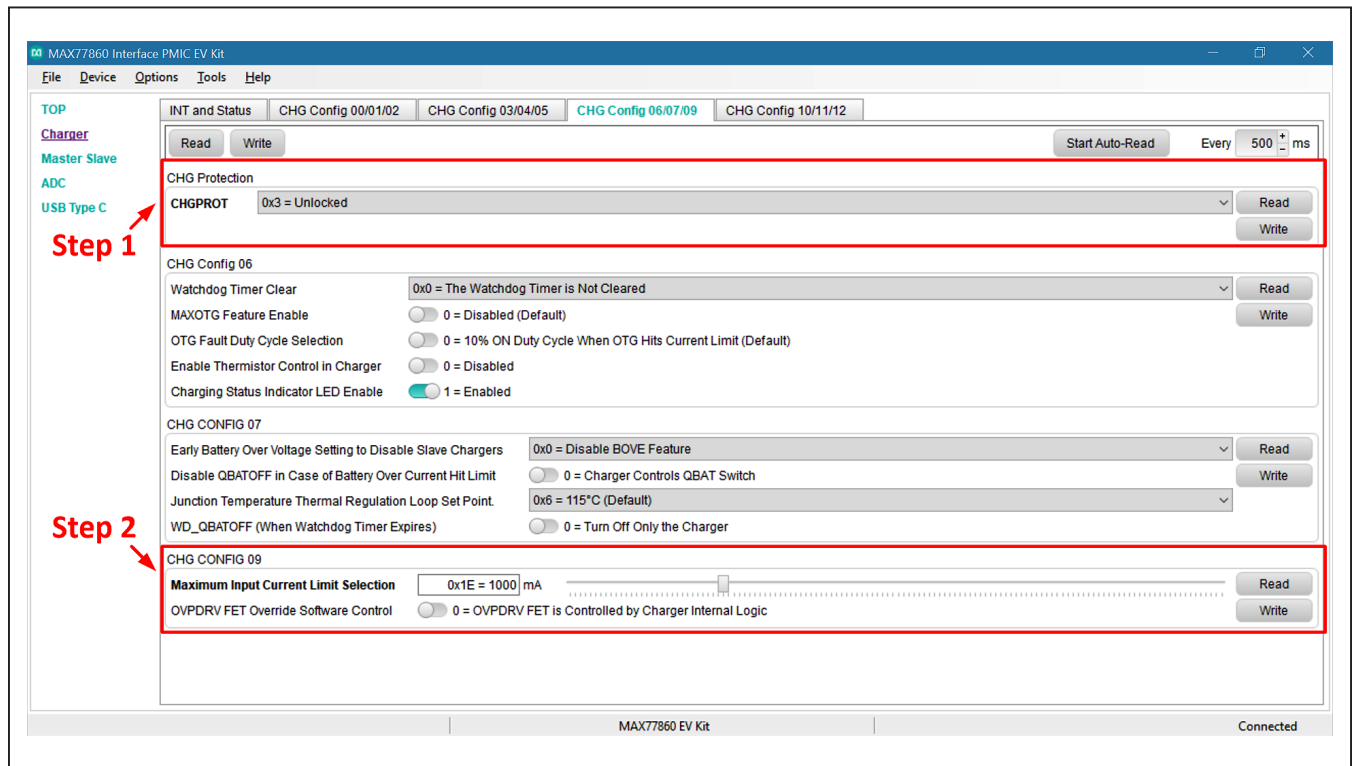 MAX77860 Interface PMIC EV Kit
File Device Options Tools Help
TOP
Charger
Master Slave
ADC
USB Type C
INT and Status CHG Config 00/01/02 CHG Config 03/04/05 CHG Config 06/07/09 CHG Config 10/11/12
Read Write Start Auto-Read Every 500 ms
CHG Protection
CHGPROT 0x3 = Unlocked Read
Write
Step 1
CHG Config 06
Watchdog Timer Clear 0x0 = The Watchdog Timer is Not Cleared Read
MAXOTG Feature Enable 0 = Disabled (Default) Write
OTG Fault Duty Cycle Selection 0 = 10% ON Duty Cycle When OTG Hits Current Limit (Default)
Enable Thermistor Control in Charger 0 = Disabled
Charging Status Indicator LED Enable 1 = Enabled
CHG CONFIG 07
Early Battery Over Voltage Setting to Disable Slave Chargers 0x0 = Disable BOVE Feature Read
Disable QBATOFF in Case of Battery Over Current Hit Limit 0 = Charger Controls QBAT Switch Write
Junction Temperature Thermal Regulation Loop Set Point. 0x6 = 115°C (Default)
WD_QBATOFF (When Watchdog Timer Expires) 0 = Turn Off Only the Charger
Step 2
CHG CONFIG 09
Maximum Input Current Limit Selection 0x1E = 1000 mA Read
OVPDRV FET Override Software Control 0 = OVPDRV FET is Controlled by Charger Internal Logic Write
MAX77860 EV Kit Connected